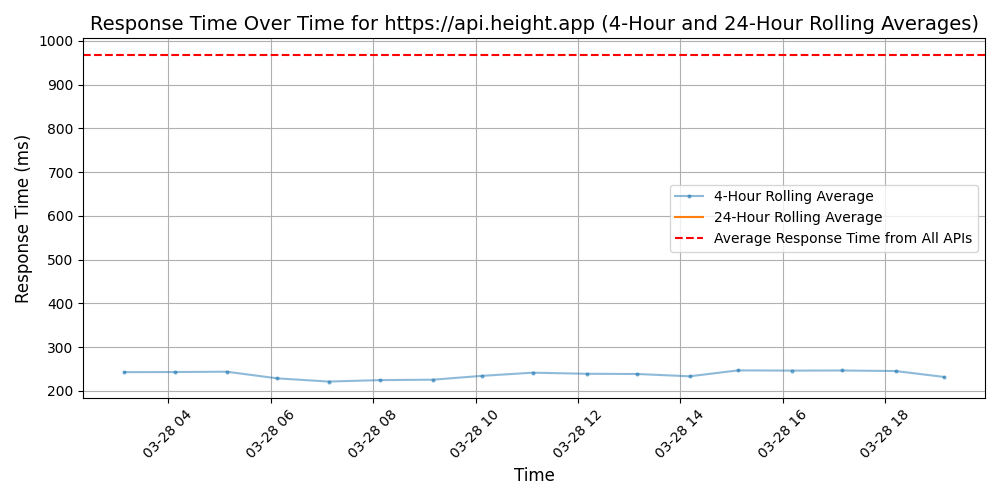 Response Time Over Time for https://api.height.app (4-Hour and 24-Hour Rolling Averages)
1000
900
800
700
600
500
400
300
200
Response Time (ms)
4-Hour Rolling Average
24-Hour Rolling Average
Average Response Time from All APIs
03-28 04
03-28 06
03-28 08
03-28 10
03-28 12
03-28 14
03-28 16
03-28 18
Time